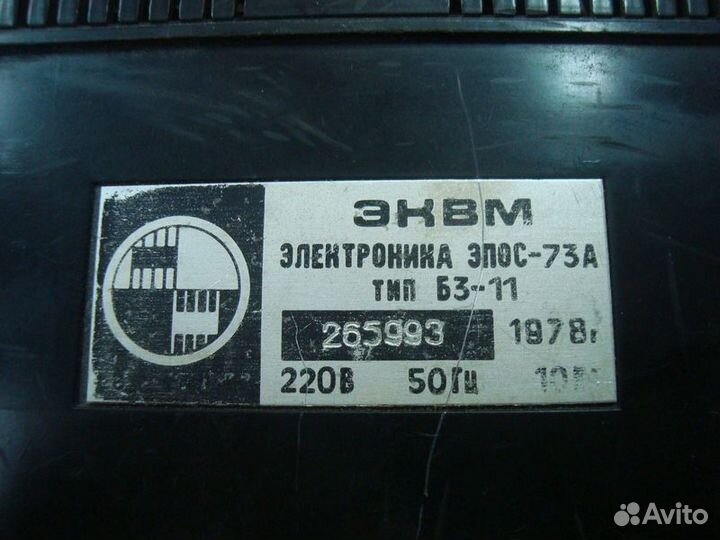 ЭКВМ
ЭЛЕКТРОНИКА ЭПОС-73А
ТИП Б3-11
265993 1978г
220В 50Гц
Avito